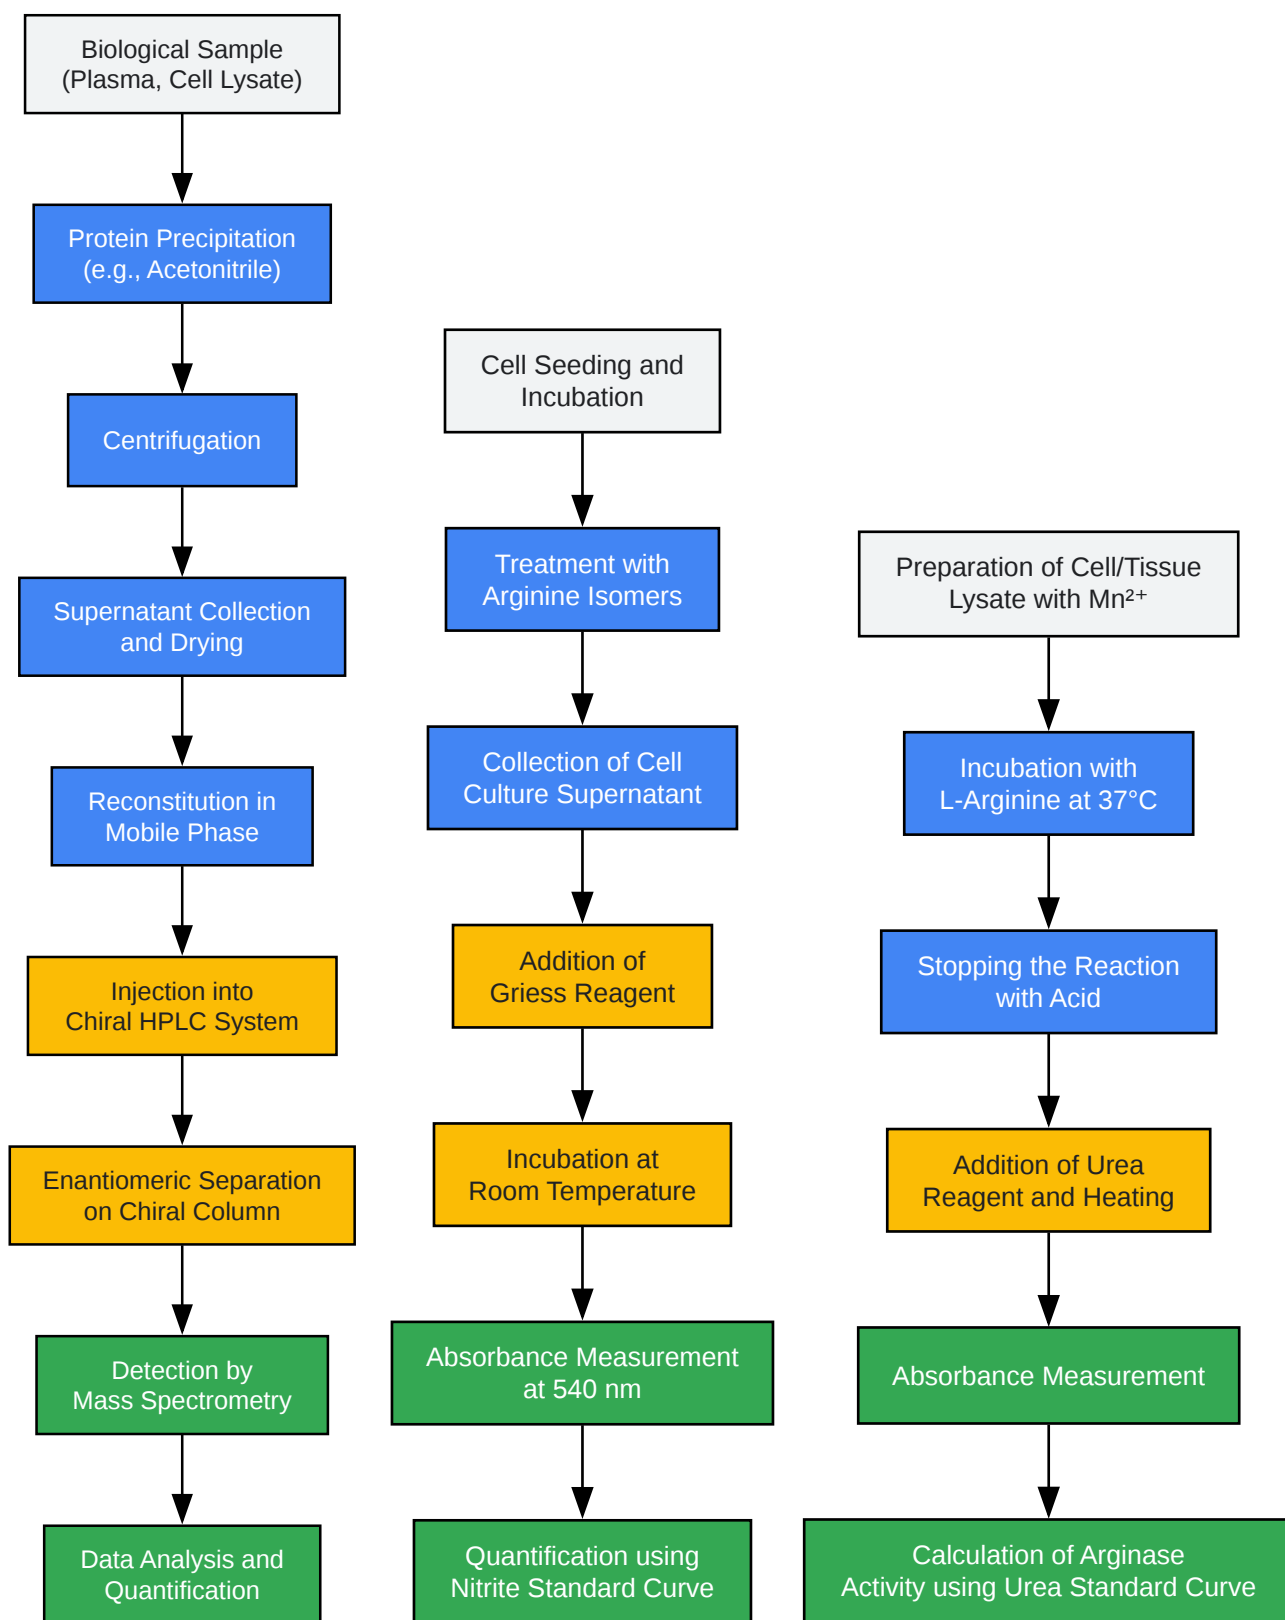 Biological Sample
(Plasma, Cell Lysate)
Protein Precipitation
(e.g., Acetonitrile)
Centrifugation
Supernatant Collection
and Drying
Reconstitution in
Mobile Phase
Injection into
Chiral HPLC System
Enantiomeric Separation
on Chiral Column
Detection by
Mass Spectrometry
Data Analysis and
Quantification
Cell Seeding and
Incubation
Treatment with
Arginine Isomers
Collection of Cell
Culture Supernatant
Addition of
Griess Reagent
Incubation at
Room Temperature
Absorbance Measurement
at 540 nm
Quantification using
Nitrite Standard Curve
Preparation of Cell/Tissue
Lysate with Mn²⁺
Incubation with
L-Arginine at 37°C
Stopping the Reaction
with Acid
Addition of Urea
Reagent and Heating
Absorbance Measurement
Calculation of Arginase
Activity using Urea Standard Curve